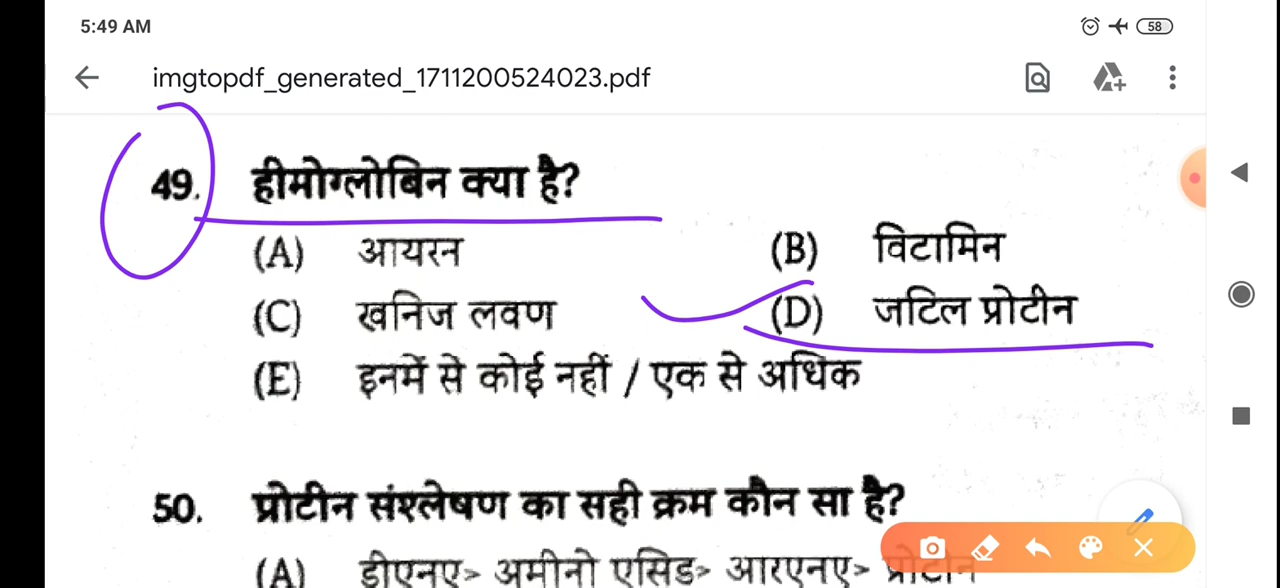 5:49 AM 58
imgtopdf_generated_1711200524023.pdf
49. हीमोग्लोबिन क्या है?
(A) आयरन (B) विटामिन
(C) खनिज लवण (D) जटिल प्रोटीन
(E) इनमें से कोई नहीं / एक से अधिक
50. प्रोटीन संश्लेषण का सही क्रम कौन सा है?
(A) डीएनए> अमीनो एसिड> आरएनए> प्रोटीन